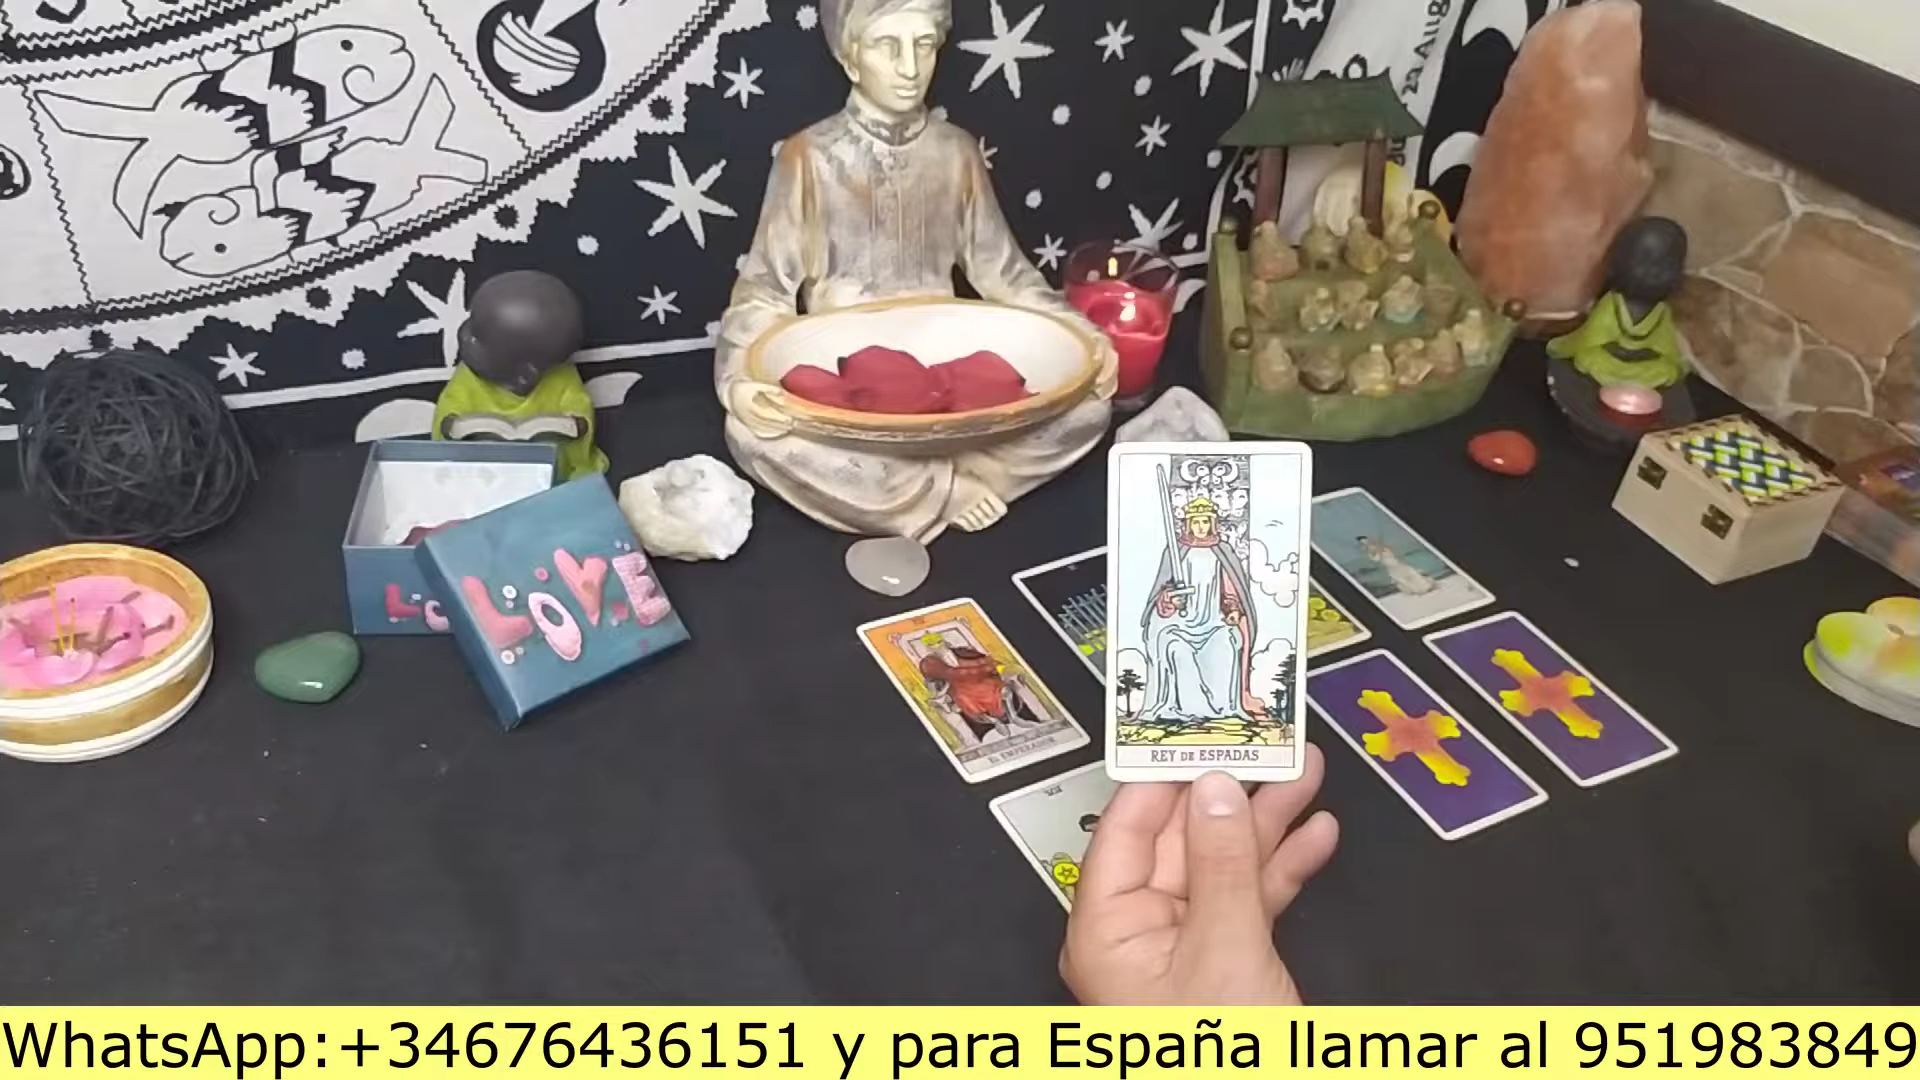 LOVE
REY DE ESPADAS
EL EMPERADOR
WhatsApp:+34676436151 y para España llamar al 951983849